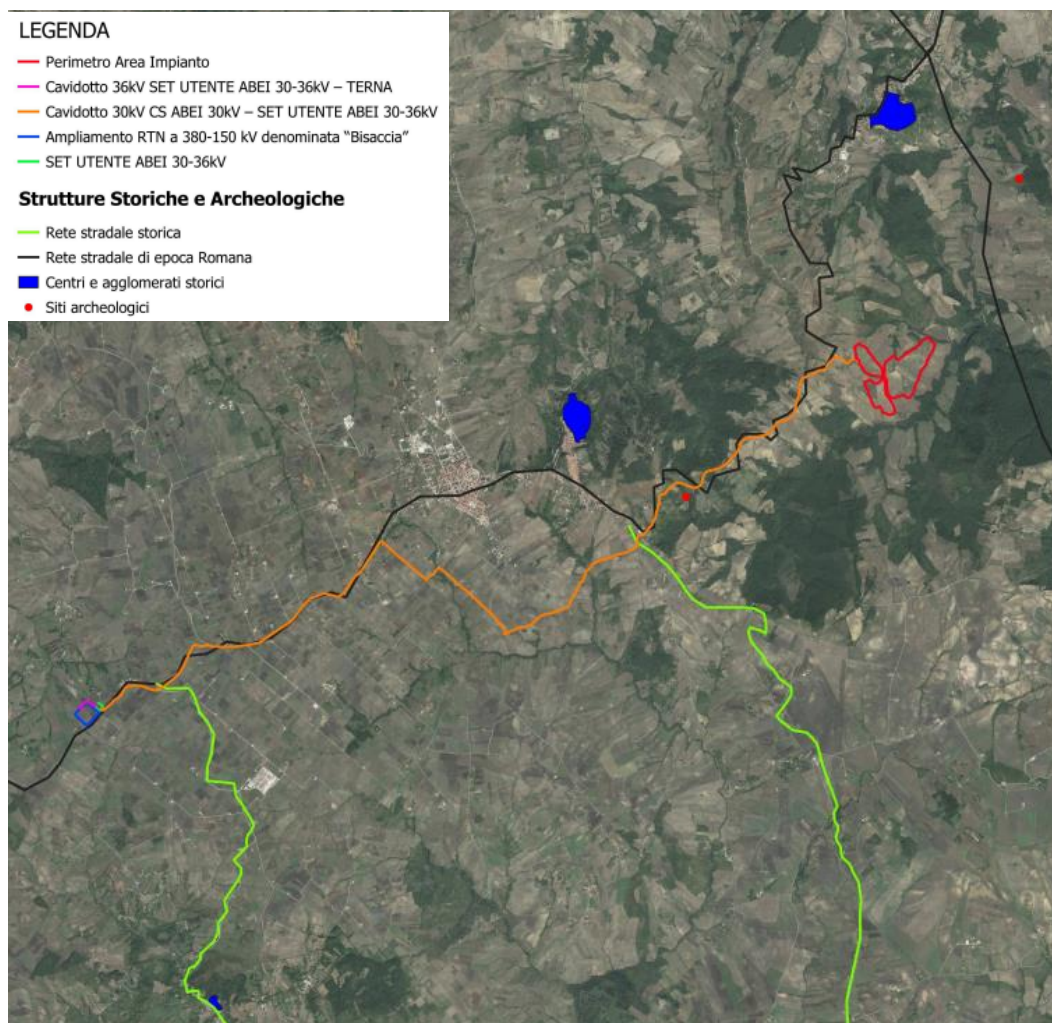 LEGENDA
Perimetro Area Impianto
Cavidotto 36kV SET UTENTE ABEI 30-36kV – TERNA
Cavidotto 30kV CS ABEI 30kV – SET UTENTE ABEI 30-36kV
Ampliamento RTN a 380-150 kV denominata “Bisaccia”
SET UTENTE ABEI 30-36kV
Strutture Storiche e Archeologiche
Rete stradale storica
Rete stradale di epoca Romana
Centri e agglomerati storici
Siti archeologici